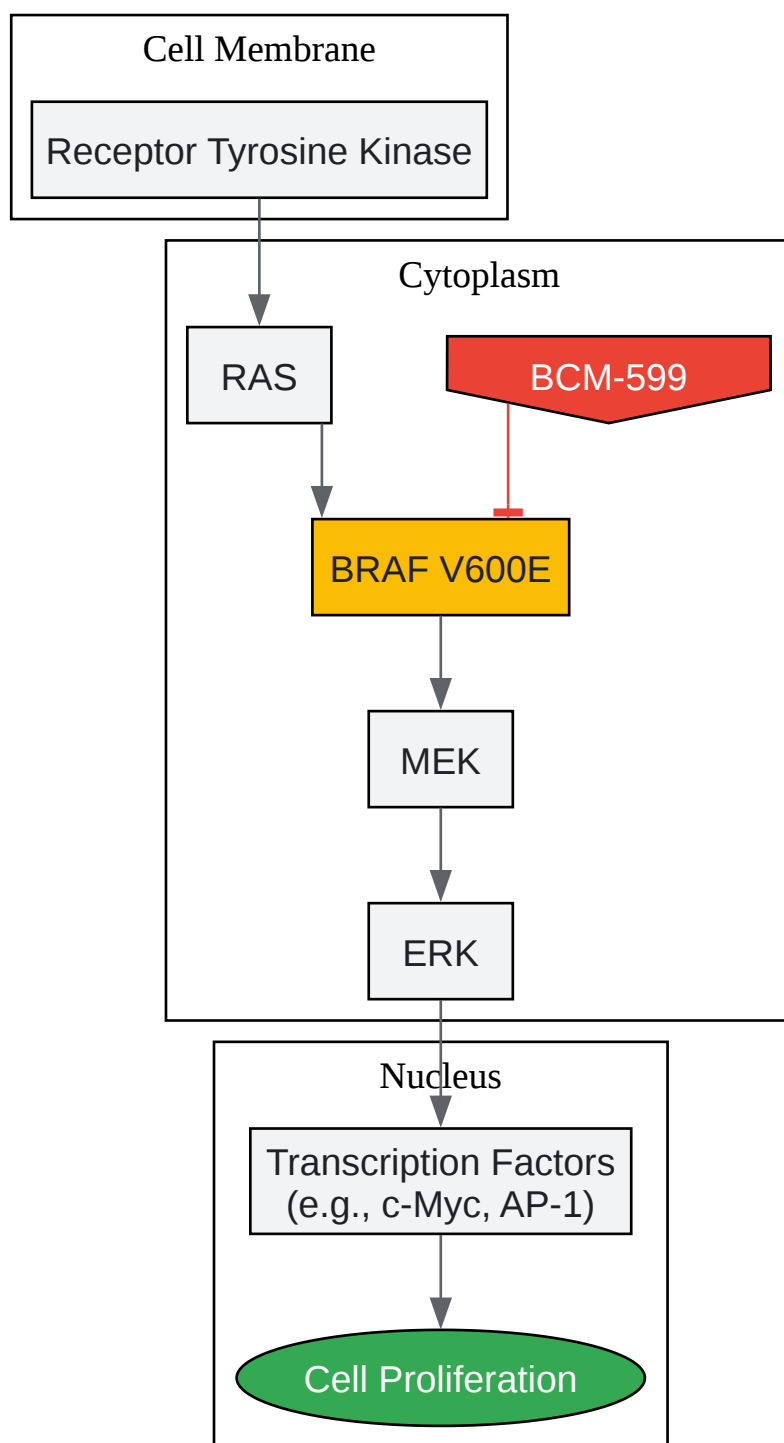 Cell Membrane
Receptor Tyrosine Kinase
Cytoplasm
RAS
BCM-599
BRAF V600E
MEK
ERK
Nucleus
Transcription Factors
(e.g., c-Myc, AP-1)
Cell Proliferation